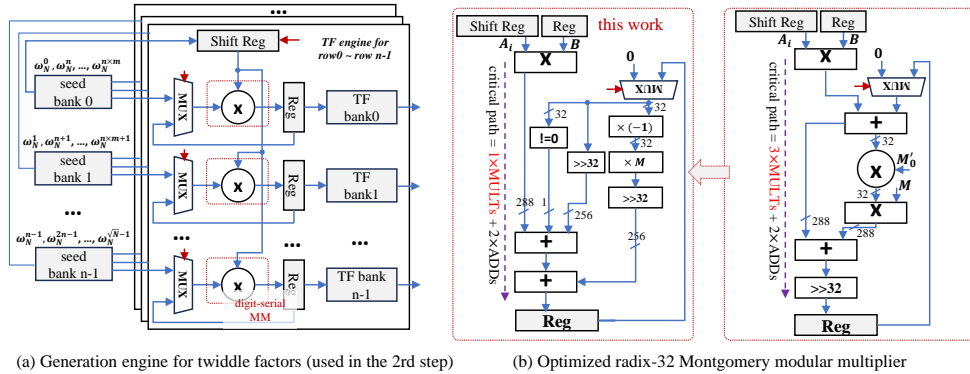 Shift Reg
TF engine for
row0 ~ row n-1
ω_N^0, ω_N^n, ..., ω_N^{n×m}
seed
bank 0
MUX
X
Reg
TF
bank0
ω_N^1, ω_N^{n+1}, ..., ω_N^{n×m+1}
seed
bank 1
MUX
X
Reg
TF
bank1
...
...
...
...
ω_N^{n-1}, ω_N^{2n-1}, ..., ω_N^{√N-1}
seed
bank n-1
MUX
X
Reg
TF bank
n-1
digit-serial
MM
(a) Generation engine for twiddle factors (used in the 2rd step)
Shift Reg
Reg
this work
A_i
B
X
0
MUX
critical path = 1×MULTs + 2×ADDs
32
32
!=0
×(−1)
32
>>32
× M
>>32
288
1
256
256
+
+
Reg
Shift Reg
Reg
A_i
B
X
0
MUX
critical path = 3×MULTs + 2×ADDs
+
32
X
M'_0
32
M
X
288
288
+
>>32
Reg
(b) Optimized radix-32 Montgomery modular multiplier